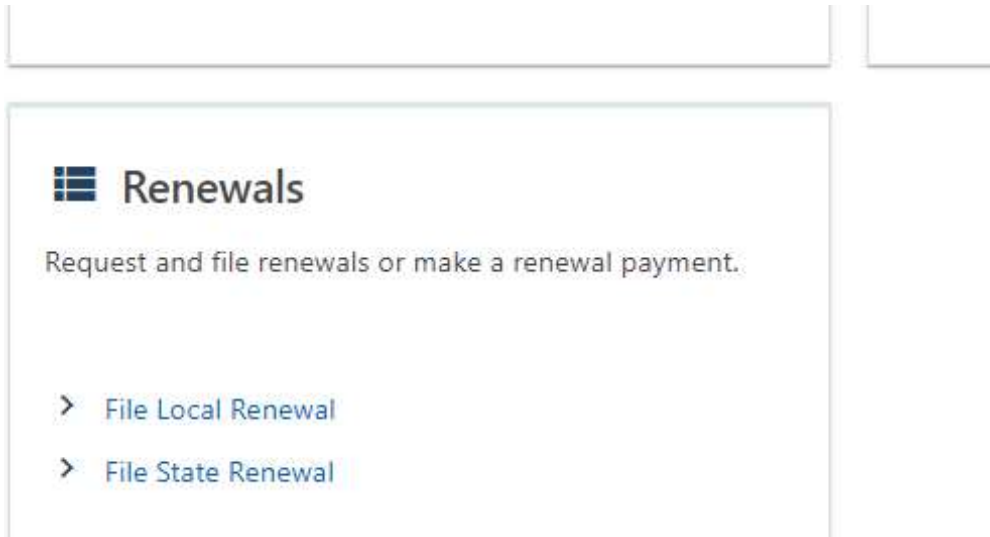 Renewals
Request and file renewals or make a renewal payment.
File Local Renewal
File State Renewal